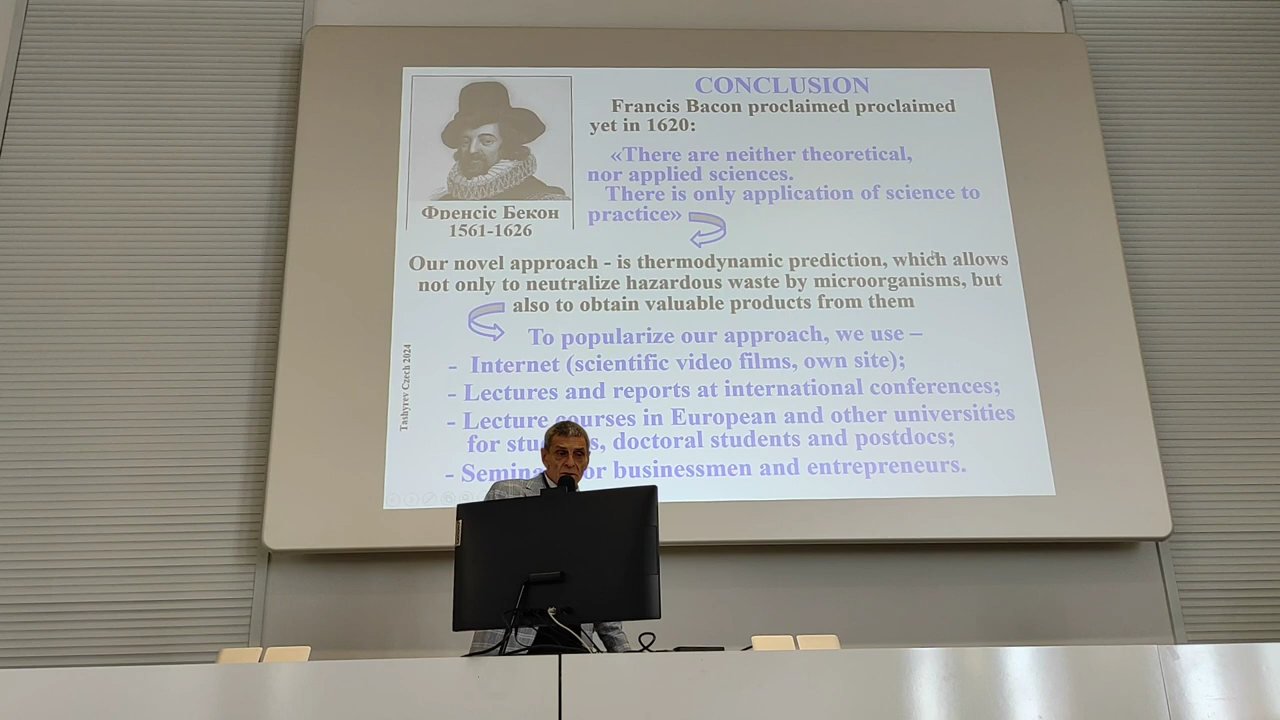 CONCLUSION
Francis Bacon proclaimed proclaimed
yet in 1620:
«There are neither theoretical,
nor applied sciences.
There is only application of science to
practice»
Френсіс Бекон
1561-1626
Our novel approach - is thermodynamic prediction, which allows
not only to neutralize hazardous waste by microorganisms, but
also to obtain valuable products from them
To popularize our approach, we use –
- Internet (scientific video films, own site);
- Lectures and reports at international conferences;
- Lecture courses in European and other universities
for stu s, doctoral students and postdocs;
- Semina or businessmen and entrepreneurs.
Tashyrev Czech 2024